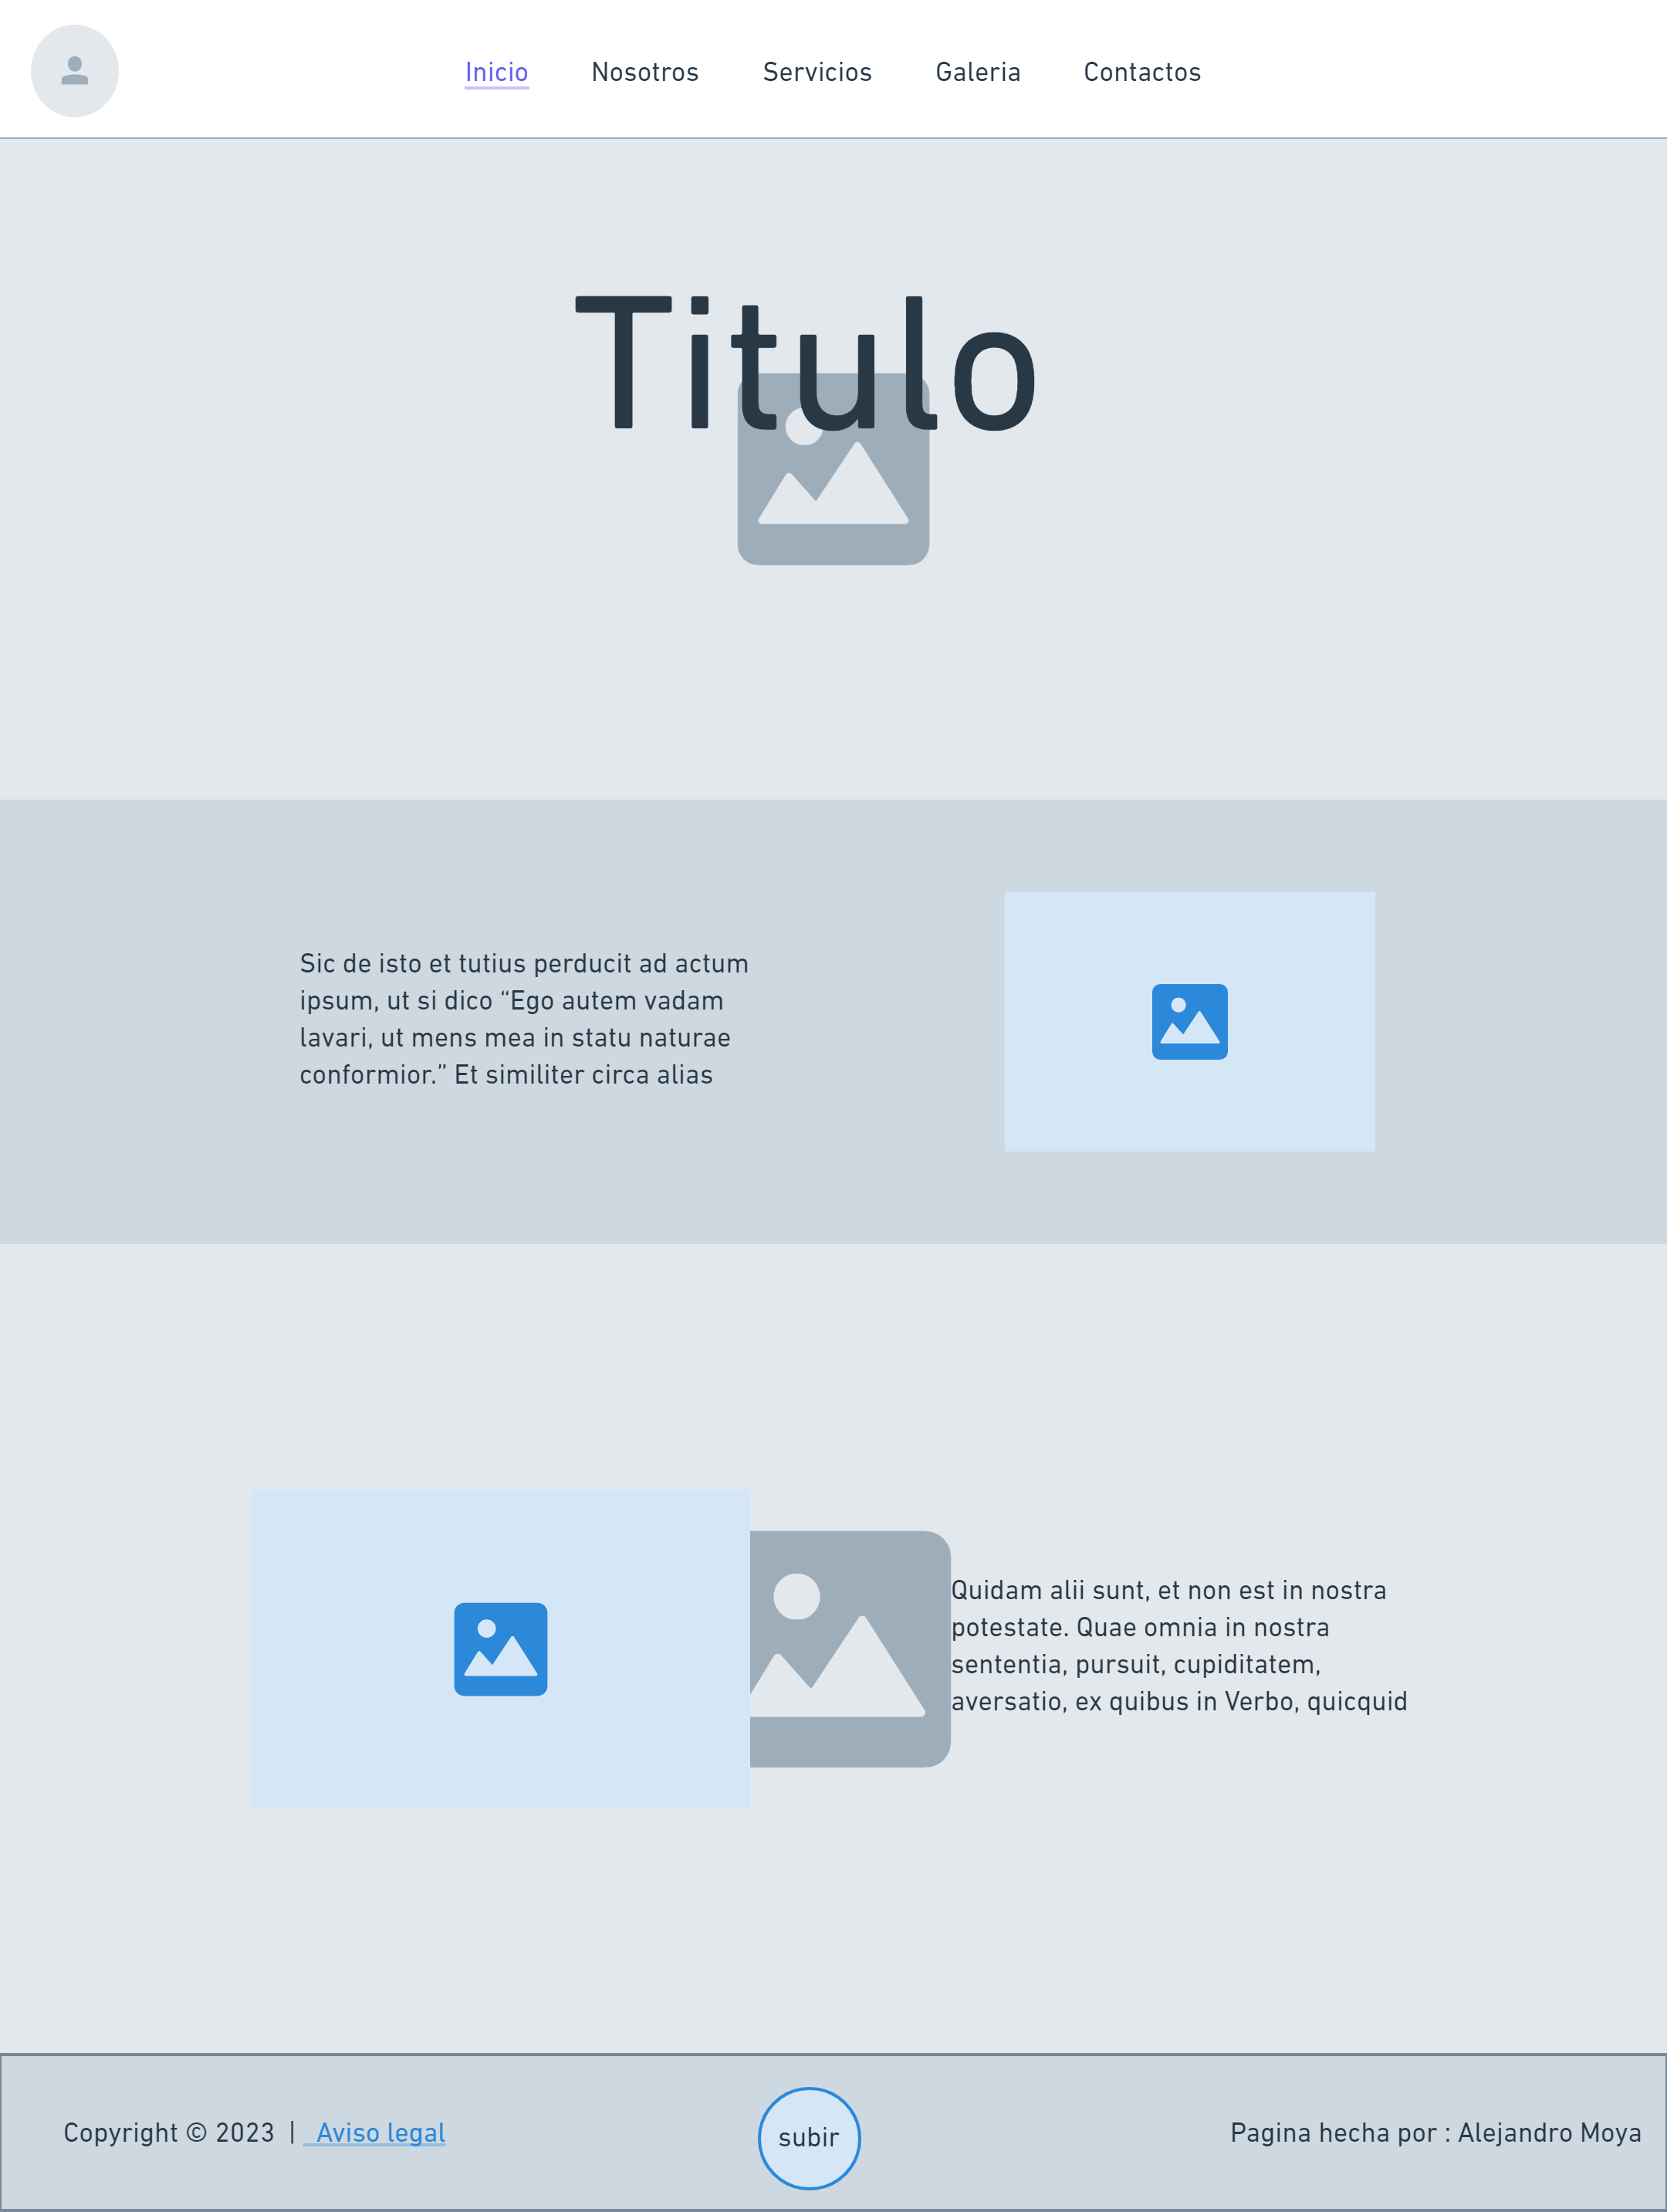 Inicio Nosotros Servicios Galeria Contactos
Titulo
Sic de isto et tutius perducit ad actum
ipsum, ut si dico “Ego autem vadam
lavari, ut mens mea in statu naturae
conformior.” Et similiter circa alias
Quidam alii sunt, et non est in nostra
potestate. Quae omnia in nostra
sententia, pursuit, cupiditatem,
aversatio, ex quibus in Verbo, quicquid
Copyright © 2023 | Aviso legal
subir
Pagina hecha por : Alejandro Moya